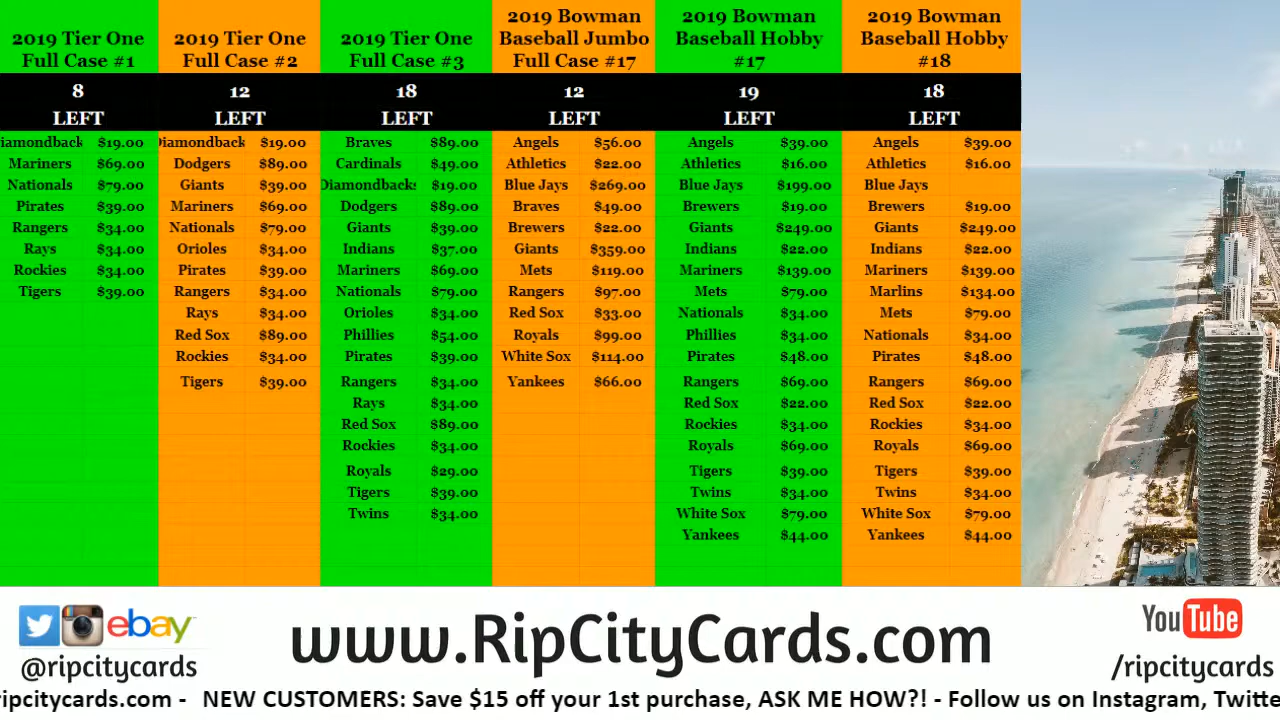 2019 Tier One
Full Case #1
8
LEFT
iamondback $19.00
Mariners $69.00
Nationals $79.00
Pirates $39.00
Rangers $34.00
Rays $34.00
Rockies $34.00
Tigers $39.00
2019 Tier One
Full Case #2
12
LEFT
Diamondback $19.00
Dodgers $89.00
Giants $39.00
Mariners $69.00
Nationals $79.00
Orioles $34.00
Pirates $39.00
Rangers $34.00
Rays $34.00
Red Sox $89.00
Rockies $34.00
Tigers $39.00
2019 Tier One
Full Case #3
18
LEFT
Braves $89.00
Cardinals $49.00
Diamondbacks $19.00
Dodgers $89.00
Giants $39.00
Indians $37.00
Mariners $69.00
Nationals $79.00
Orioles $34.00
Phillies $54.00
Pirates $39.00
Rangers $34.00
Rays $34.00
Red Sox $89.00
Rockies $34.00
Royals $29.00
Tigers $39.00
Twins $34.00
2019 Bowman
Baseball Jumbo
Full Case #17
12
LEFT
Angels $56.00
Athletics $22.00
Blue Jays $269.00
Braves $49.00
Brewers $22.00
Giants $359.00
Mets $119.00
Rangers $97.00
Red Sox $33.00
Royals $99.00
White Sox $114.00
Yankees $66.00
2019 Bowman
Baseball Hobby
#17
19
LEFT
Angels $39.00
Athletics $16.00
Blue Jays $199.00
Brewers $19.00
Giants $249.00
Indians $22.00
Mariners $139.00
Mets $79.00
Nationals $34.00
Phillies $34.00
Pirates $48.00
Rangers $69.00
Red Sox $22.00
Rockies $34.00
Royals $69.00
Tigers $39.00
Twins $34.00
White Sox $79.00
Yankees $44.00
2019 Bowman
Baseball Hobby
#18
18
LEFT
Angels $39.00
Athletics $16.00
Blue Jays
Brewers $19.00
Giants $249.00
Indians $22.00
Mariners $139.00
Marlins $134.00
Mets $79.00
Nationals $34.00
Pirates $48.00
Rangers $69.00
Red Sox $22.00
Rockies $34.00
Royals $69.00
Tigers $39.00
Twins $34.00
White Sox $79.00
Yankees $44.00
ebay
@ripcitycards
www.RipCityCards.com
YouTube
/ripcitycards
ripcitycards.com - NEW CUSTOMERS: Save $15 off your 1st purchase, ASK ME HOW?! - Follow us on Instagram, Twitte